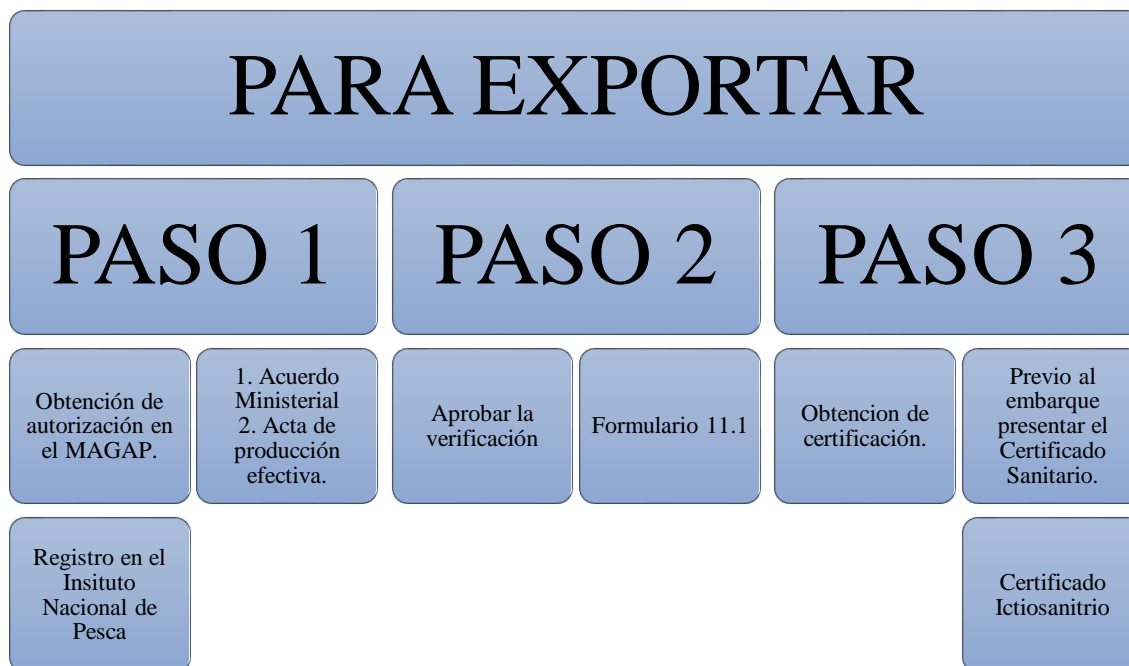 PARA EXPORTAR
PASO 1
PASO 2
PASO 3
Obtención de
autorización en
el MAGAP.
1. Acuerdo
Ministerial
2. Acta de
producción
efectiva.
Aprobar la
verificación
Formulario 11.1
Obtencion de
certificación.
Previo al
embarque
presentar el
Certificado
Sanitario.
Registro en el
Insituto
Nacional de
Pesca
Certificado
Ictiosanitrio